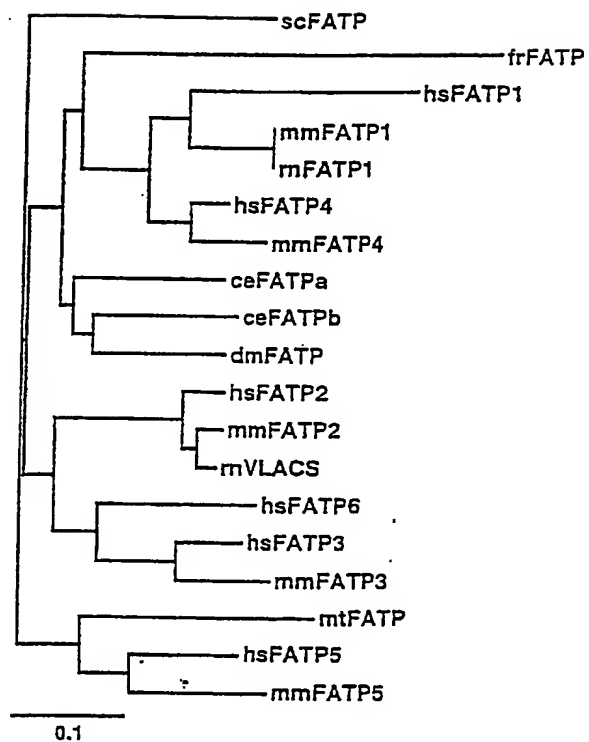 scFATP
frFATP
hsFATP1
mmFATP1
rnFATP1
hsFATP4
mmFATP4
ceFATPa
ceFATPb
dmFATP
hsFATP2
mmFATP2
rnVLACS
hsFATP6
hsFATP3
mmFATP3
mtFATP
hsFATP5
mmFATP5
0.1